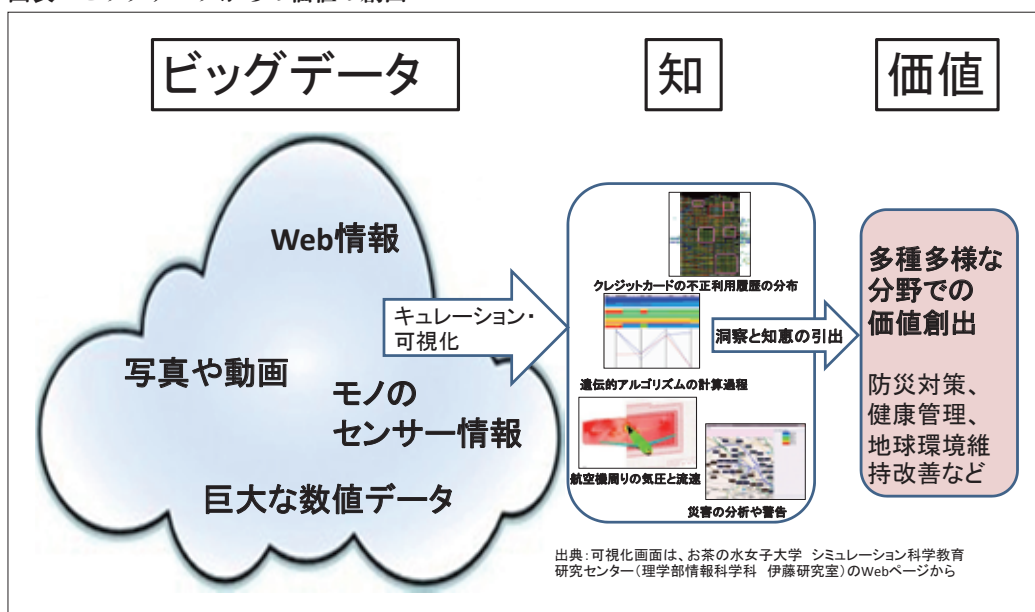 ビッグデータ
知
価値
Web情報
写真や動画
モノの
センサー情報
巨大な数値データ
キュレーション・
可視化
クレジットカードの不正利用履歴の分布
遺伝的アルゴリズムの計算過程
航空機周りの気圧と流速
災害の分析や警告
洞察と知恵の引出
多種多様な
分野での
価値創出
防災対策、
健康管理、
地球環境維
持改善など
出典：可視化画面は、お茶の水女子大学　シミュレーション科学教育
研究センター（理学部情報科学科　伊藤研究室）のWebページから